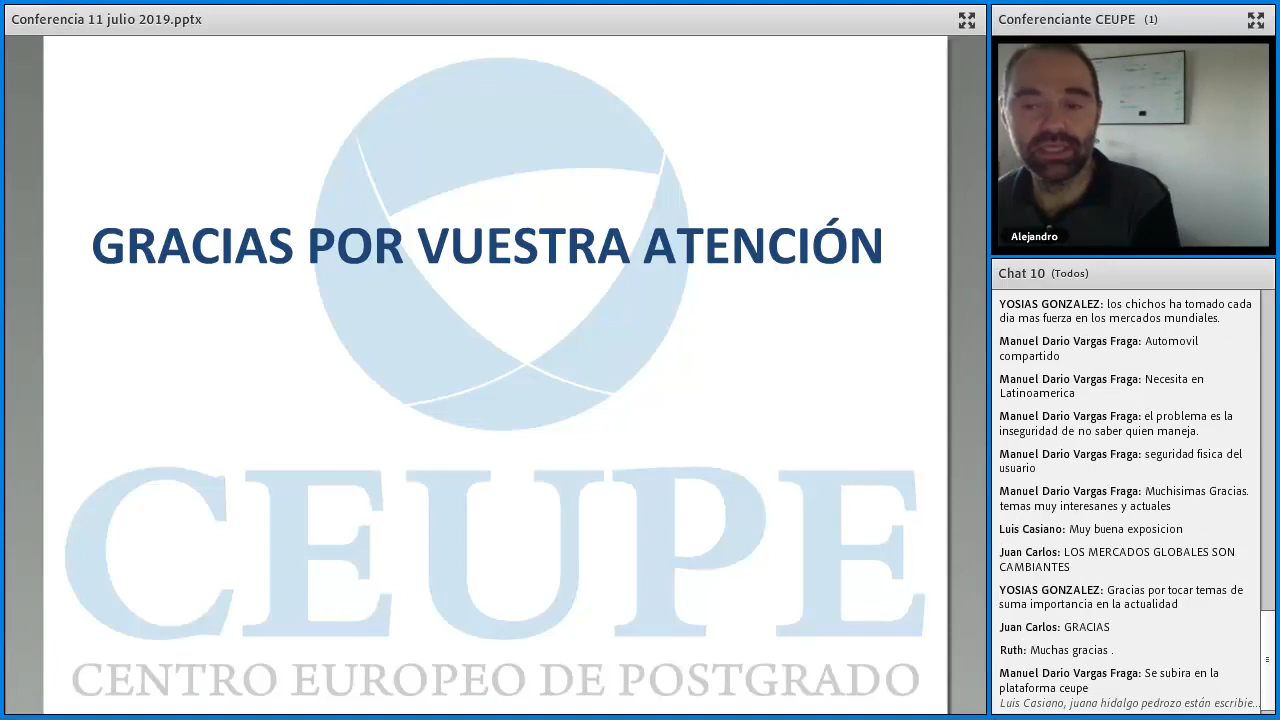 Conferencia 11 julio 2019.pptx
GRACIAS POR VUESTRA ATENCIÓN
CEUPE
CENTRO EUROPEO DE POSTGRADO
Conferenciante CEUPE (1)
Alejandro
Chat 10 (Todos)
YOSIAS GONZALEZ: los chichos ha tomado cada
dia mas fuerza en los mercados mundiales.
Manuel Dario Vargas Fraga: Automovil
compartido
Manuel Dario Vargas Fraga: Necesita en
Latinoamerica
Manuel Dario Vargas Fraga: el problema es la
inseguridad de no saber quien maneja.
Manuel Dario Vargas Fraga: seguridad fisica del
usuario
Manuel Dario Vargas Fraga: Muchisimas Gracias.
temas muy interesanes y actuales
Luis Casiano: Muy buena exposicion
Juan Carlos: LOS MERCADOS GLOBALES SON
CAMBIANTES
YOSIAS GONZALEZ: Gracias por tocar temas de
suma importancia en la actualidad
Juan Carlos: GRACIAS
Ruth: Muchas gracias .
Manuel Dario Vargas Fraga: Se subira en la
plataforma ceupe
Luis Casiano, juana hidalgo pedrozo están escribie...